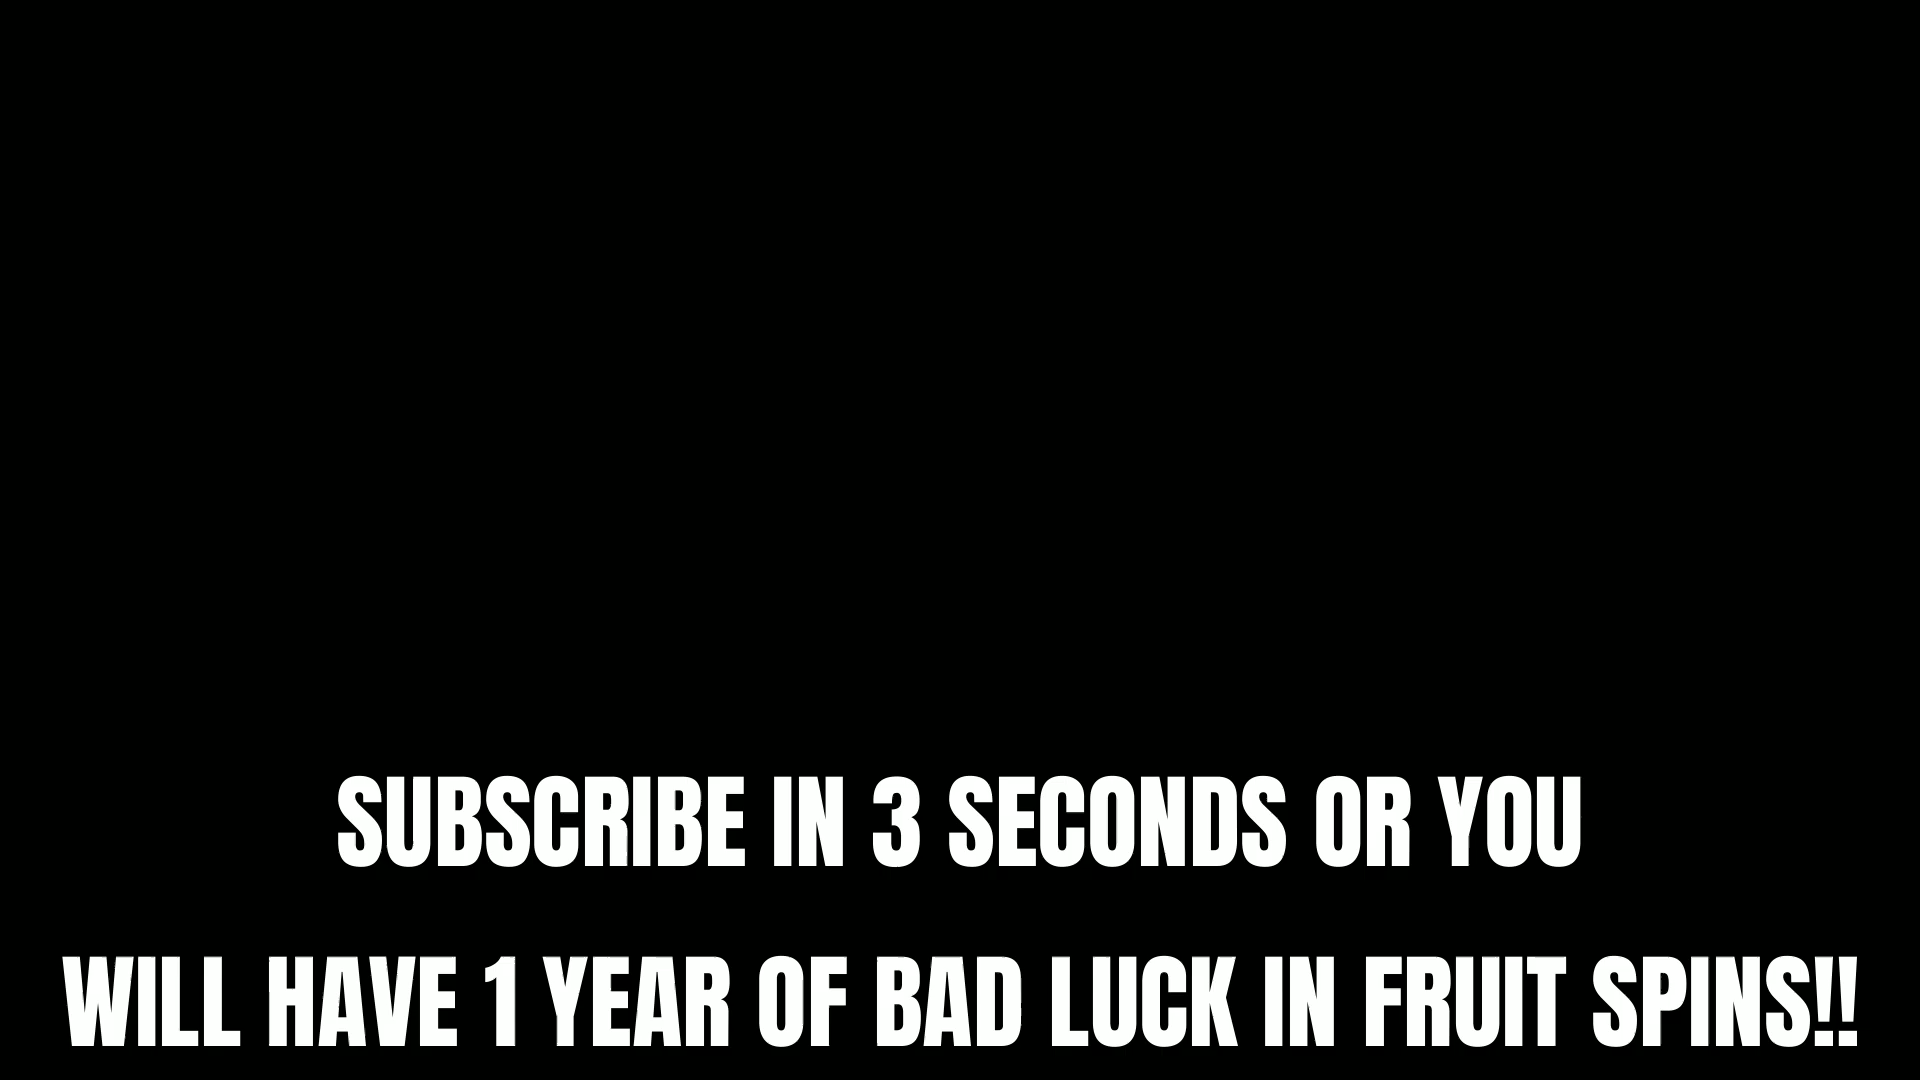 SUBSCRIBE IN 3 SECONDS OR YOU
WILL HAVE 1 YEAR OF BAD LUCK IN FRUIT SPINS!!